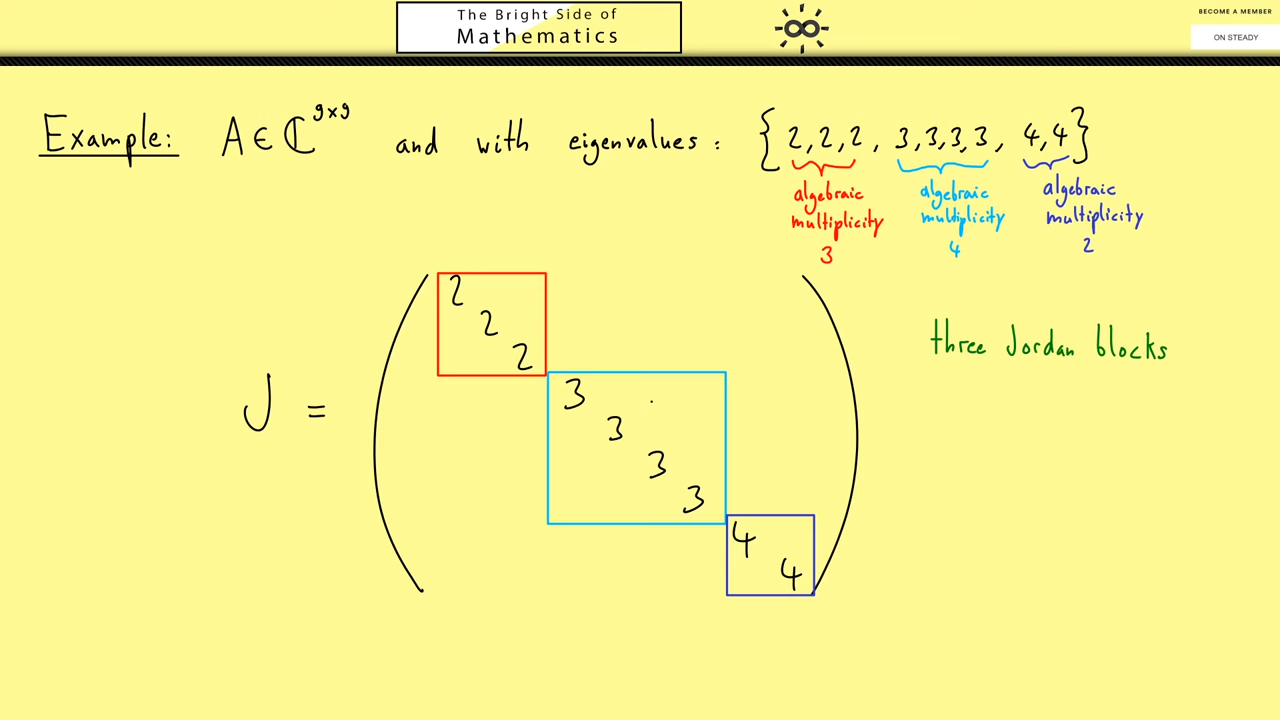 The Bright Side of
Mathematics
BECOME A MEMBER
ON STEADY
Example: A ∈ ℂ^{9×9} and with eigenvalues: {2,2,2, 3,3,3,3, 4,4}
algebraic multiplicity 3
algebraic multiplicity 4
algebraic multiplicity 2
2
2
2
three Jordan blocks
J =
3
3
3
3
4
4